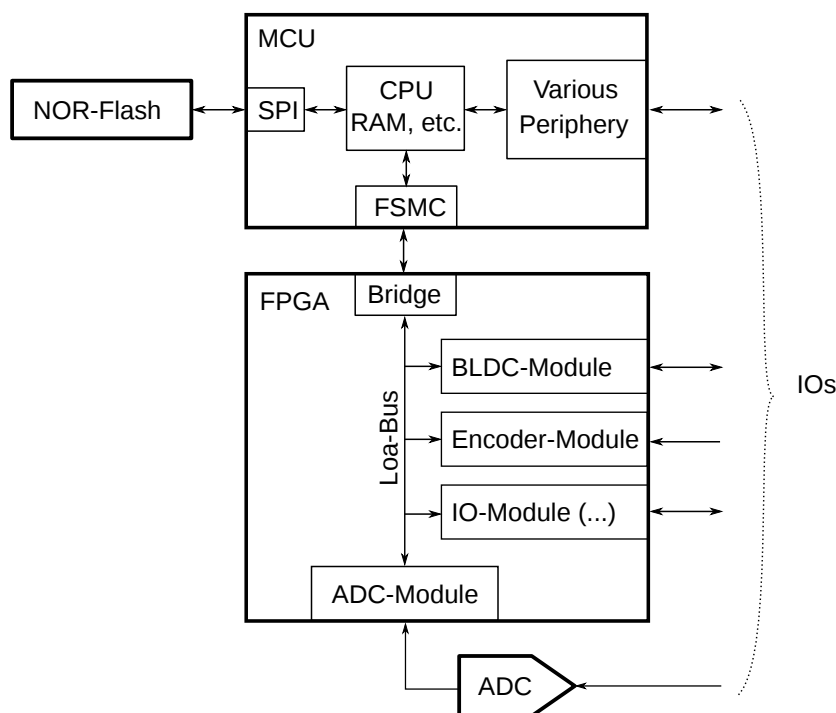 MCU
NOR-Flash
SPI
CPU
RAM, etc.
Various
Periphery
FSMC
FPGA
Bridge
BLDC-Module
IOs
Loa-Bus
Encoder-Module
IO-Module (...)
ADC-Module
ADC